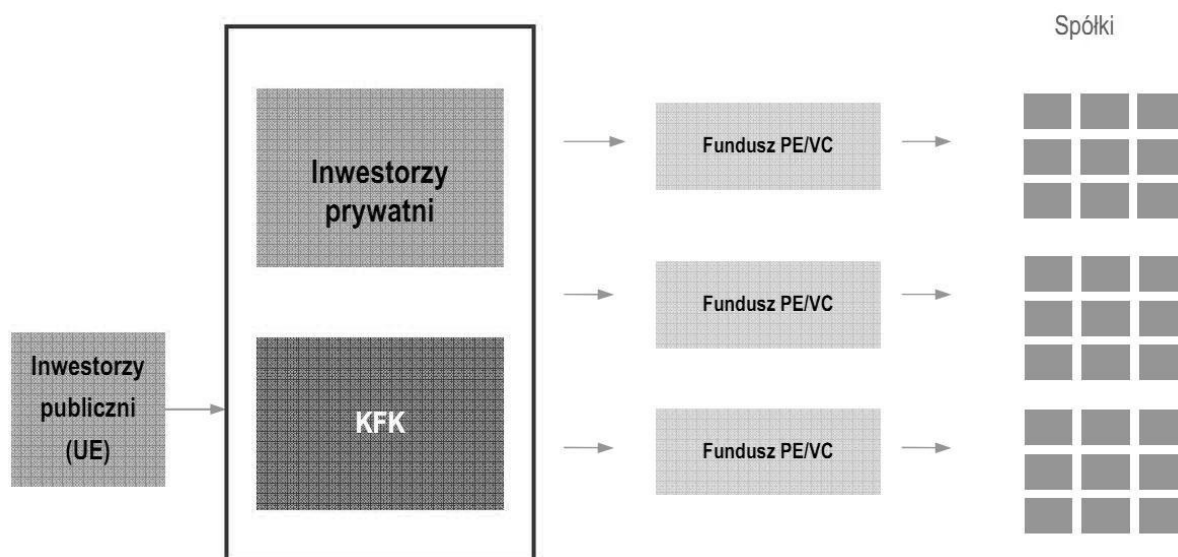 Spółki
Inwestorzy
prywatni
Fundusz PE/VC
Fundusz PE/VC
Inwestorzy
publiczni
(UE)
KFK
Fundusz PE/VC